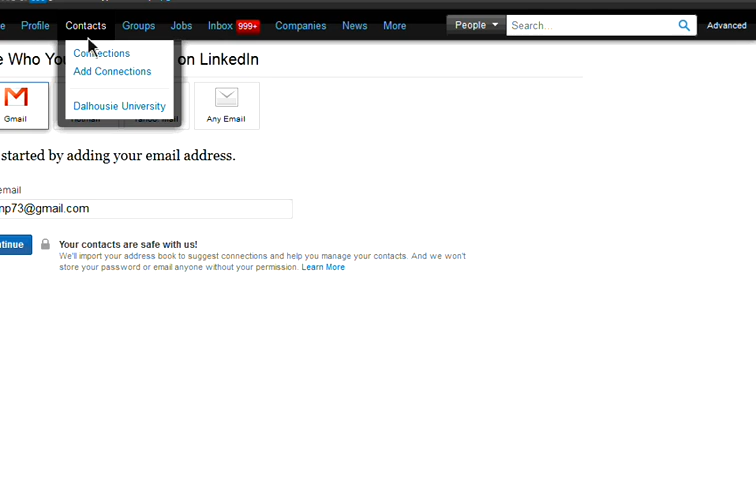 Profile Contacts Groups Jobs Inbox 999+ Companies News More People Search... Advanced
Connections
Add Connections
Dalhousie University
Who You on LinkedIn
Gmail Any Email
started by adding your email address.
email
np73@gmail.com
Your contacts are safe with us!
We'll import your address book to suggest connections and help you manage your contacts. And we won't
store your password or email anyone without your permission. Learn More